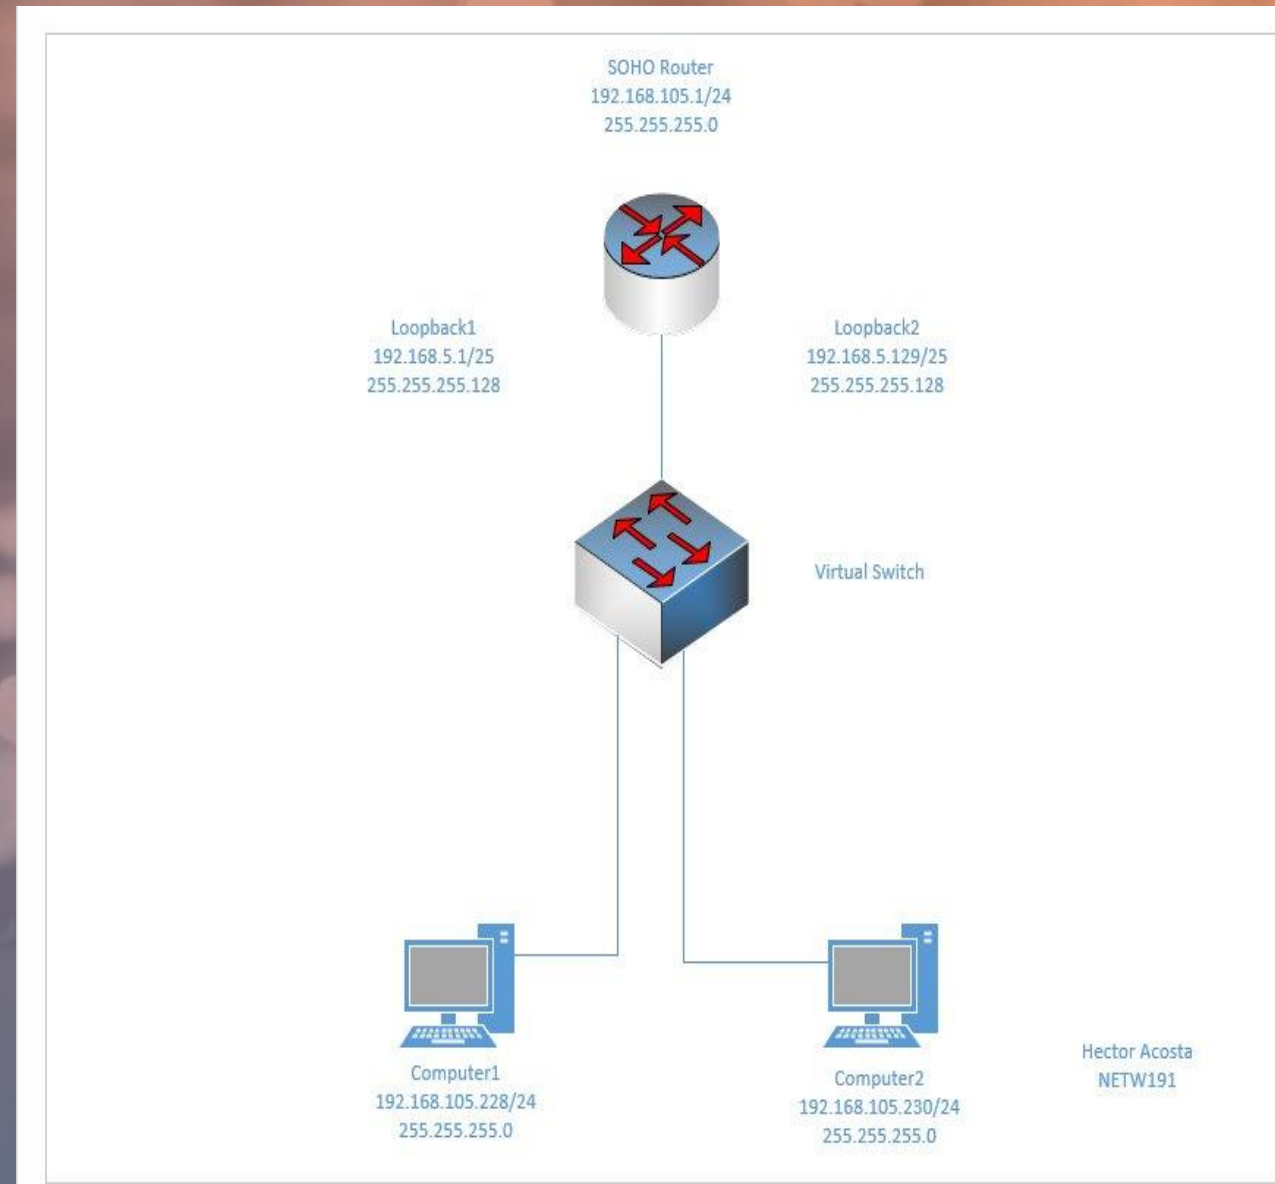 SOHO Router
192.168.105.1/24
255.255.255.0
Loopback1
192.168.5.1/25
255.255.255.128
Loopback2
192.168.5.129/25
255.255.255.128
Virtual Switch
Computer1
192.168.105.228/24
255.255.255.0
Computer2
192.168.105.230/24
255.255.255.0
Hector Acosta
NETW191